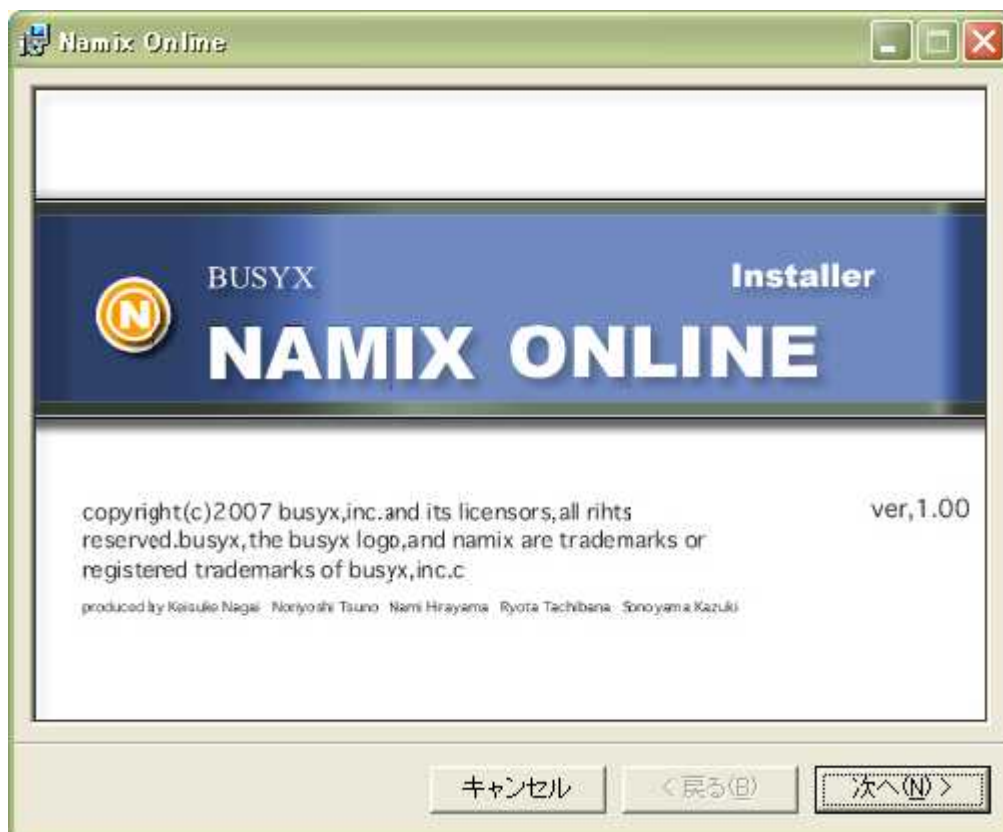 Namix Online
BUSYX
Installer
N
NAMIX ONLINE
copyright(c)2007 busyx,inc.and its licensors,all rihts
reserved.busyx,the busyx logo,and namix are trademarks or
registered trademarks of busyx,inc.c
ver,1.00
produced by Keisuke Nagai Noriyoshi Tsuno Nami Hirayama Ryota Tachibana Sonoyama Kazuki
キャンセル
< 戻る(B)
次へ(N) >